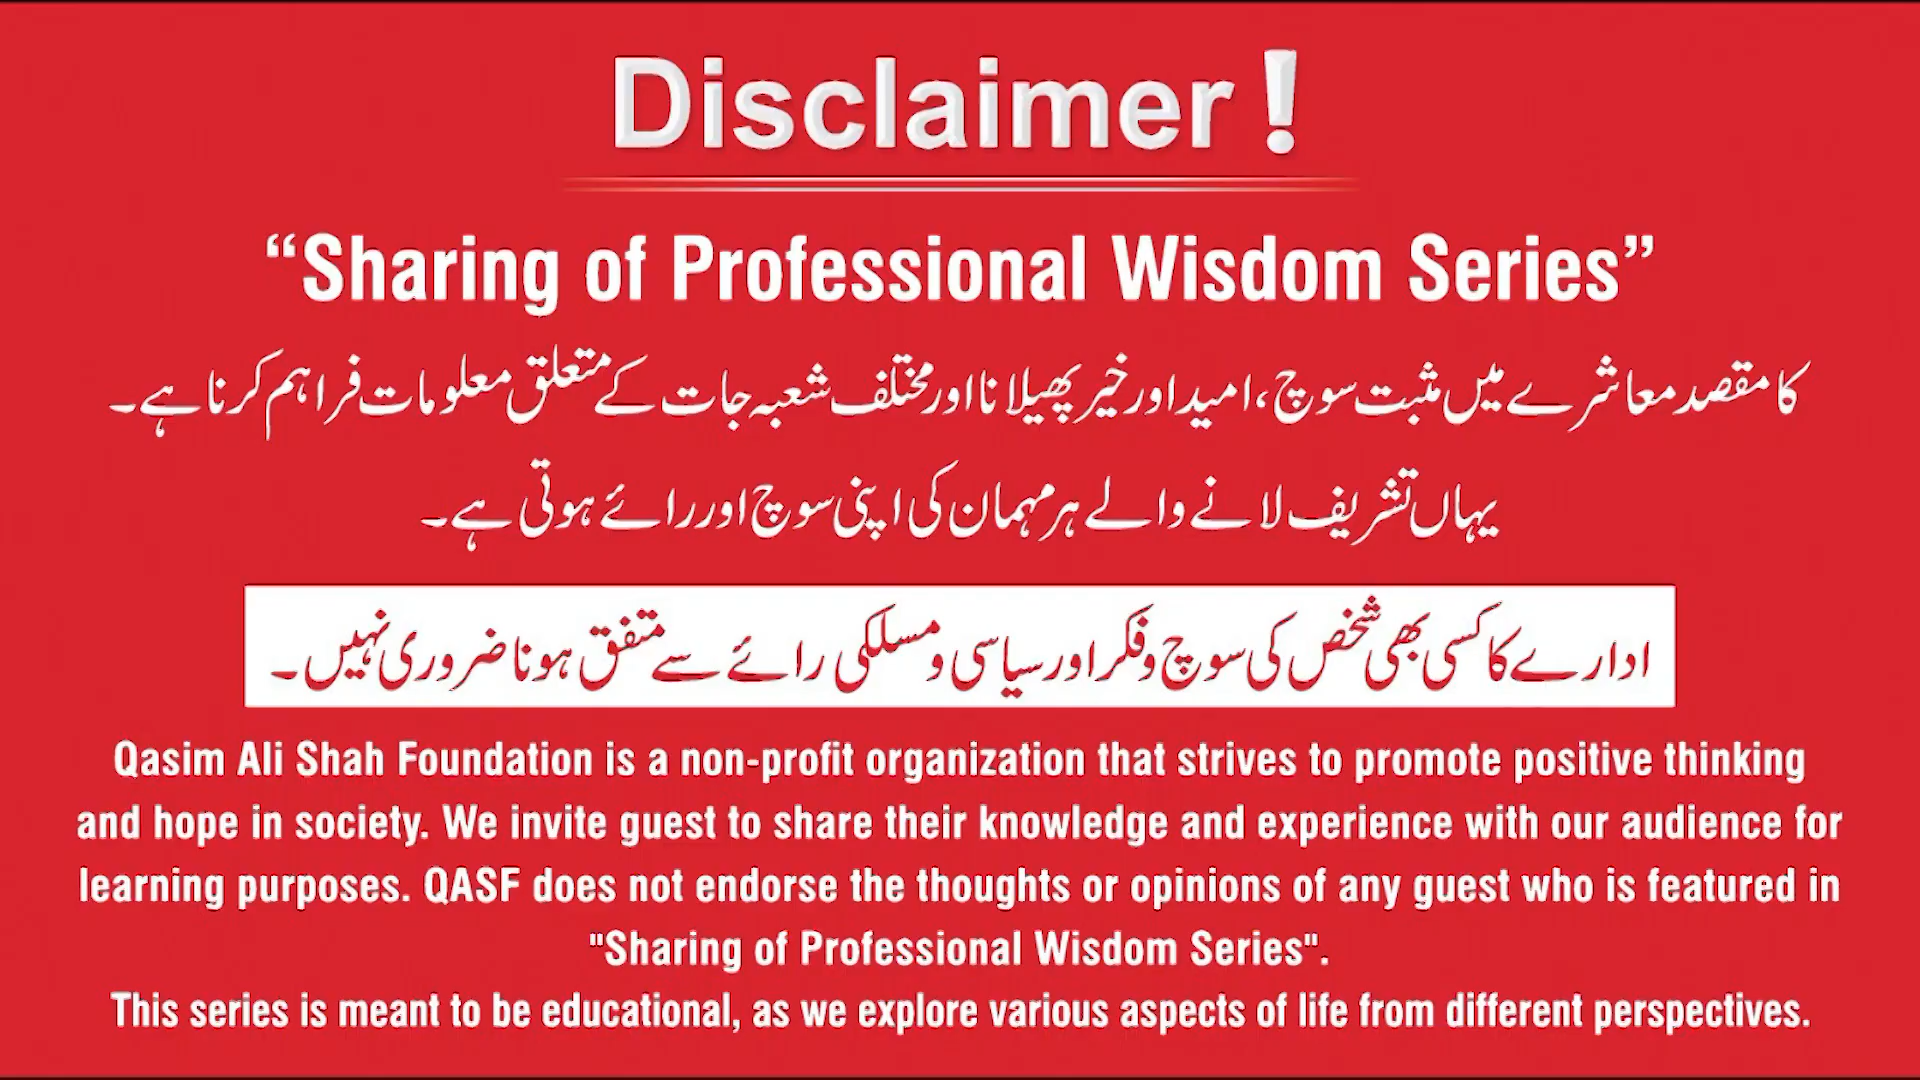 Disclaimer!
“Sharing of Professional Wisdom Series”
کا مقصد معاشرے میں مثبت سوچ، امید اور خیر پھیلانا اور مختلف شعبہ جات کے متعلق معلومات فراہم کرنا ہے۔
یہاں تشریف لانے والے ہر مہمان کی اپنی سوچ اور رائے ہوتی ہے۔
ادارے کا کسی بھی شخص کی سوچ و فکر اور سیاسی و مسلکی رائے سے متفق ہونا ضروری نہیں۔
Qasim Ali Shah Foundation is a non-profit organization that strives to promote positive thinking
and hope in society. We invite guest to share their knowledge and experience with our audience for
learning purposes. QASF does not endorse the thoughts or opinions of any guest who is featured in
"Sharing of Professional Wisdom Series".
This series is meant to be educational, as we explore various aspects of life from different perspectives.